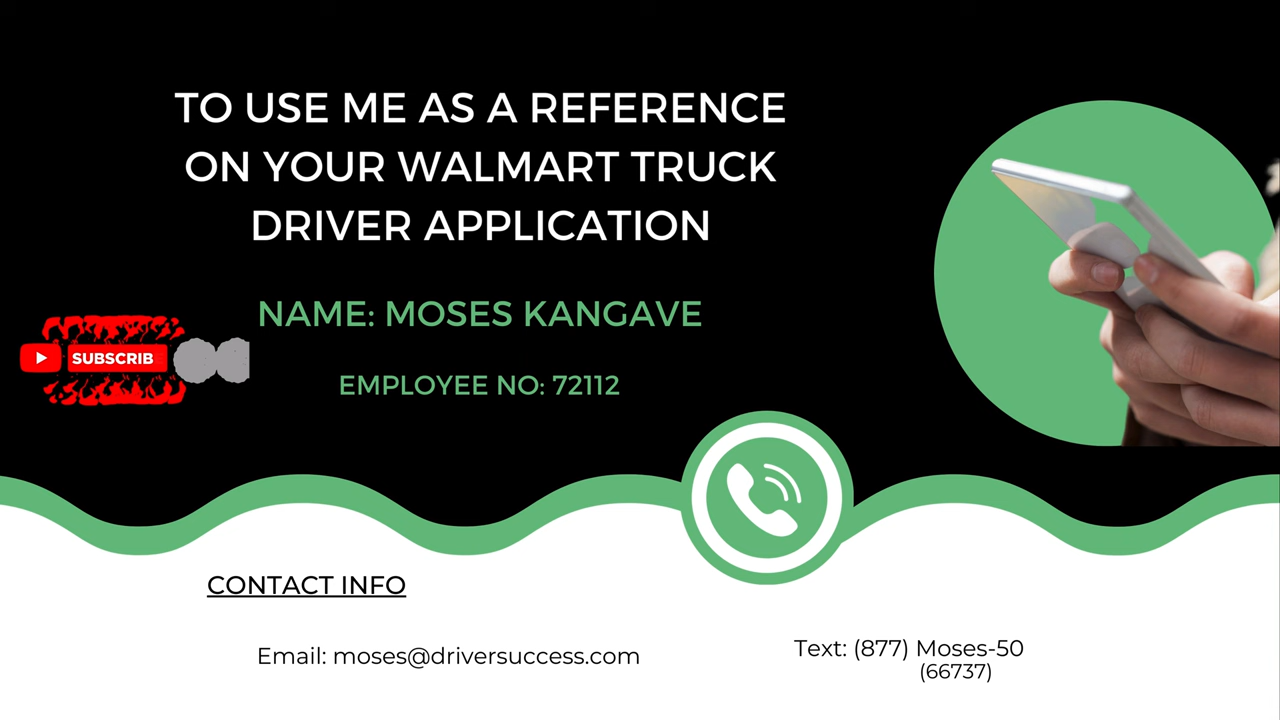 TO USE ME AS A REFERENCE
ON YOUR WALMART TRUCK
DRIVER APPLICATION
NAME: MOSES KANGAVE
SUBSCRIB
EMPLOYEE NO: 72112
CONTACT INFO
Email: moses@driversuccess.com
Text: (877) Moses-50
(66737)